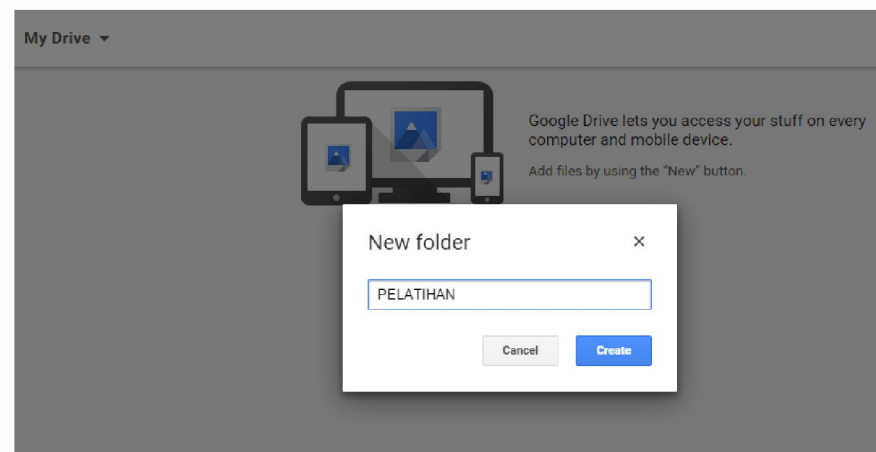 My Drive
Google Drive lets you access your stuff on every
computer and mobile device.
Add files by using the "New" button.
New folder
PELATIHAN
Cancel
Create